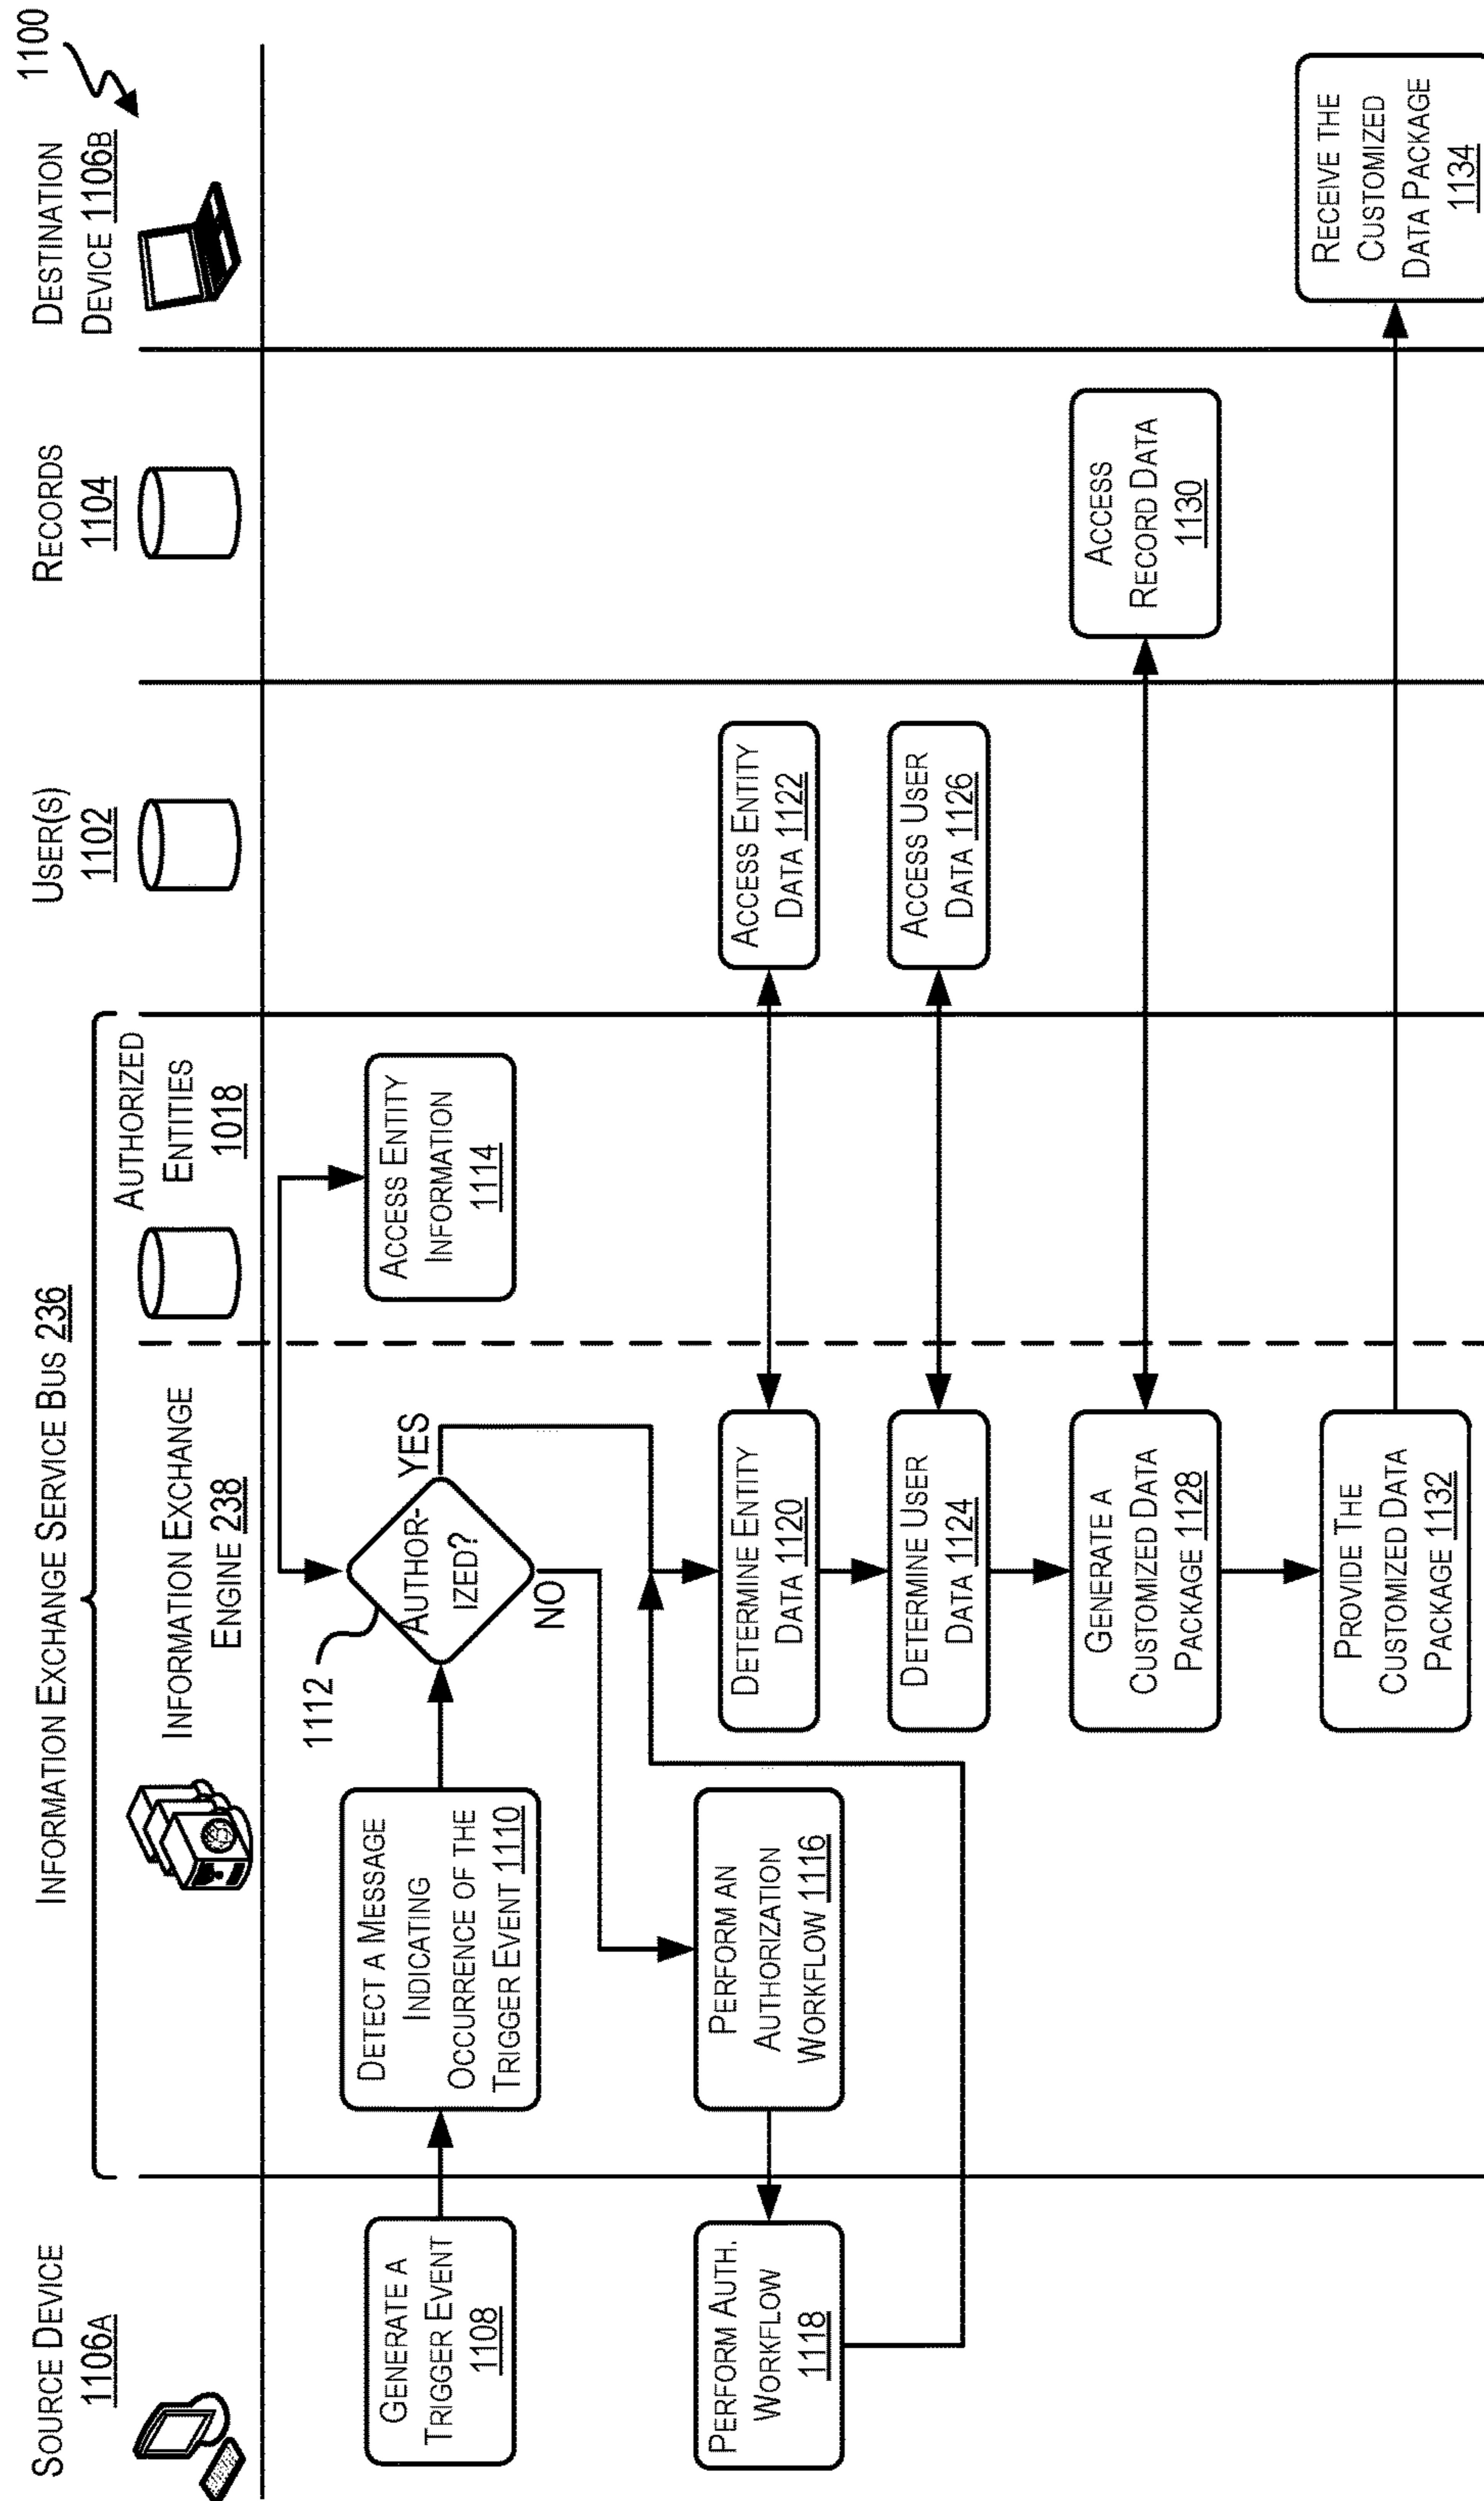 1100
INFORMATION EXCHANGE SERVICE BUS 236
SOURCE DEVICE
1106A
INFORMATION EXCHANGE
ENGINE 238
AUTHORIZED
ENTITIES
1018
USER(S)
1102
RECORDS
1104
DESTINATION
DEVICE 1106B
GENERATE A
TRIGGER EVENT
1108
DETECT A MESSAGE
INDICATING
OCCURRENCE OF THE
TRIGGER EVENT 1110
1112
AUTHOR-
IZED?
YES
NO
ACCESS ENTITY
INFORMATION
1114
PERFORM AUTH.
WORKFLOW
1118
PERFORM AN
AUTHORIZATION
WORKFLOW 1116
DETERMINE ENTITY
DATA 1120
ACCESS ENTITY
DATA 1122
DETERMINE USER
DATA 1124
ACCESS USER
DATA 1126
GENERATE A
CUSTOMIZED DATA
PACKAGE 1128
ACCESS
RECORD DATA
1130
PROVIDE THE
CUSTOMIZED DATA
PACKAGE 1132
RECEIVE THE
CUSTOMIZED
DATA PACKAGE
1134